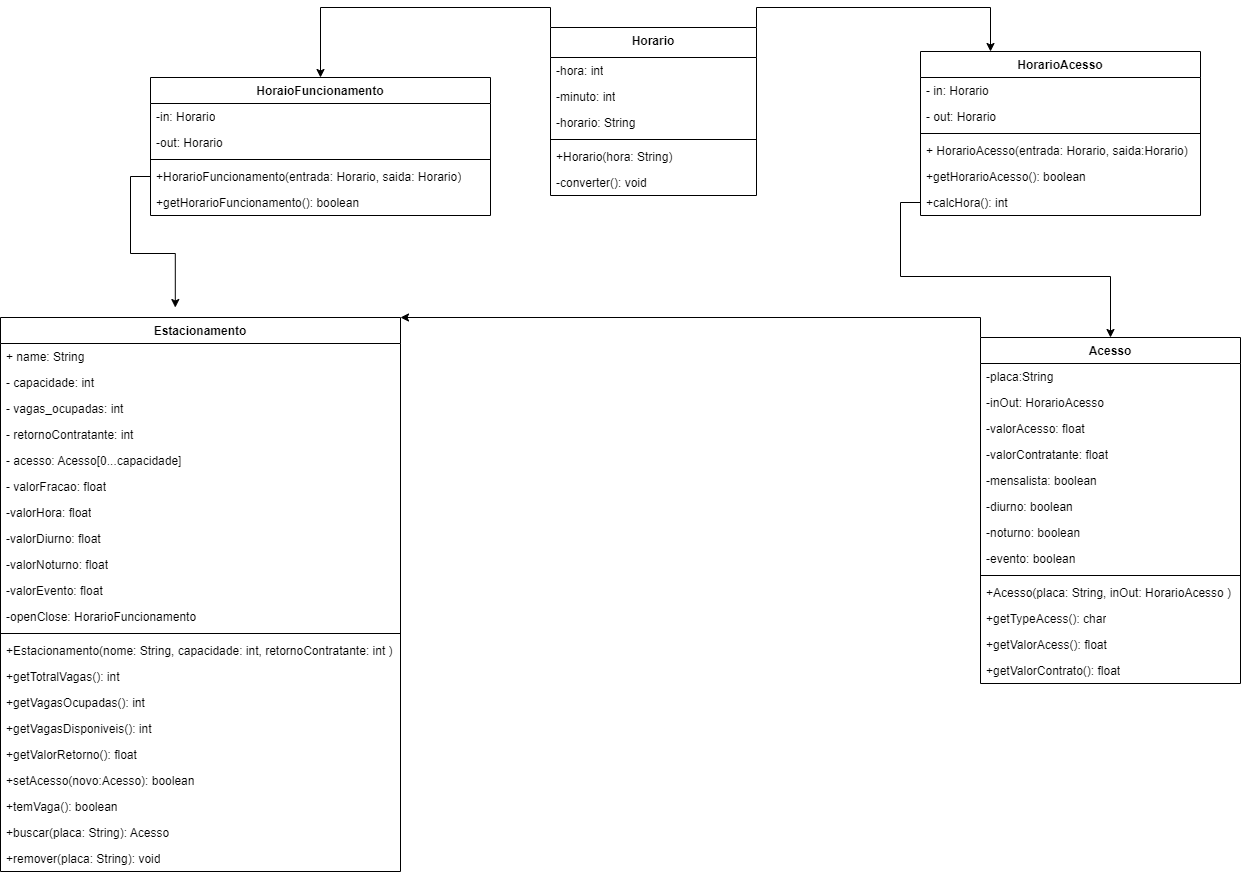 Horario
-hora: int
-minuto: int
-horario: String
+Horario(hora: String)
-converter(): void
HoraioFuncionamento
-in: Horario
-out: Horario
+HorarioFuncionamento(entrada: Horario, saida: Horario)
+getHorarioFuncionamento(): boolean
HorarioAcesso
- in: Horario
- out: Horario
+ HorarioAcesso(entrada: Horario, saida:Horario)
+getHorarioAcesso(): boolean
+calcHora(): int
Estacionamento
+ name: String
- capacidade: int
- vagas_ocupadas: int
- retornoContratante: int
- acesso: Acesso[0...capacidade]
- valorFracao: float
-valorHora: float
-valorDiurno: float
-valorNoturno: float
-valorEvento: float
-openClose: HorarioFuncionamento
+Estacionamento(nome: String, capacidade: int, retornoContratante: int )
+getTotralVagas(): int
+getVagasOcupadas(): int
+getVagasDisponiveis(): int
+getValorRetorno(): float
+setAcesso(novo:Acesso): boolean
+temVaga(): boolean
+buscar(placa: String): Acesso
+remover(placa: String): void
Acesso
-placa:String
-inOut: HorarioAcesso
-valorAcesso: float
-valorContratante: float
-mensalista: boolean
-diurno: boolean
-noturno: boolean
-evento: boolean
+Acesso(placa: String, inOut: HorarioAcesso )
+getTypeAcess(): char
+getValorAcess(): float
+getValorContrato(): float